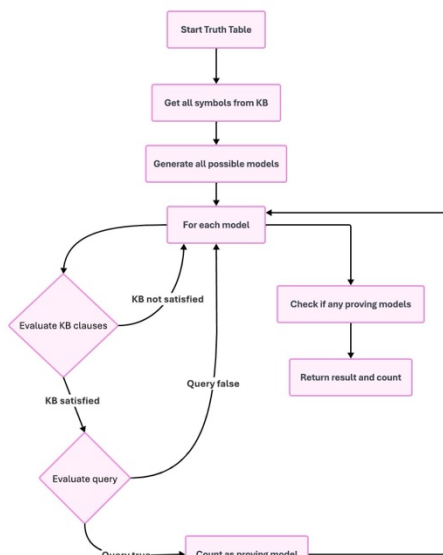 Start Truth Table
Get all symbols from KB
Generate all possible models
For each model
KB not satisfied
Check if any proving models
Evaluate KB clauses
Return result and count
Query false
KB satisfied
Evaluate query
Query true
Count as proving model